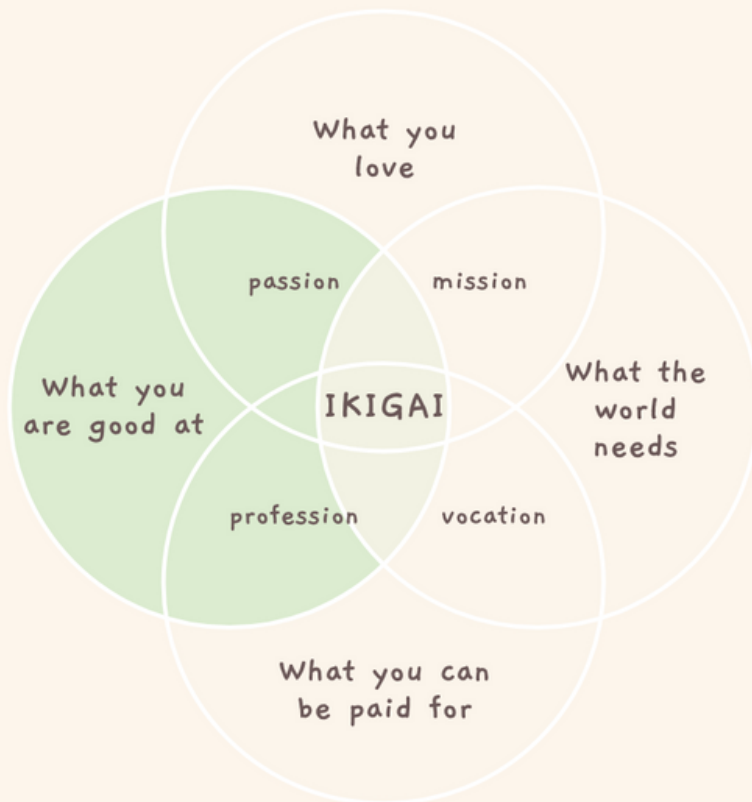 What you
love
passion
mission
What you
are good at
IKIGAI
What the
world
needs
profession
vocation
What you can
be paid for